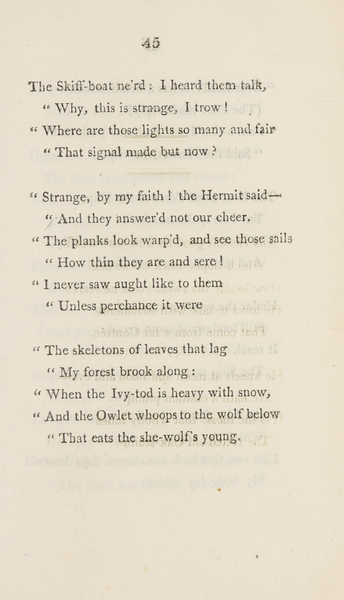 45
The Skiff-boat ne'rd: I heard them talk,
“ Why, this is strange, I trow!
“ Where are those lights so many and fair
“ That signal made but now?
“ Strange, by my faith! the Hermit said—
“ And they answer'd not our cheer.
“ The planks look warp'd, and see those sails
“ How thin they are and sere!
“ I never saw aught like to them
“ Unless perchance it were
“ The skeletons of leaves that lag
“ My forest brook along:
“ When the Ivy-tod is heavy with snow,
“ And the Owlet whoops to the wolf below
“ That eats the she-wolf's young.